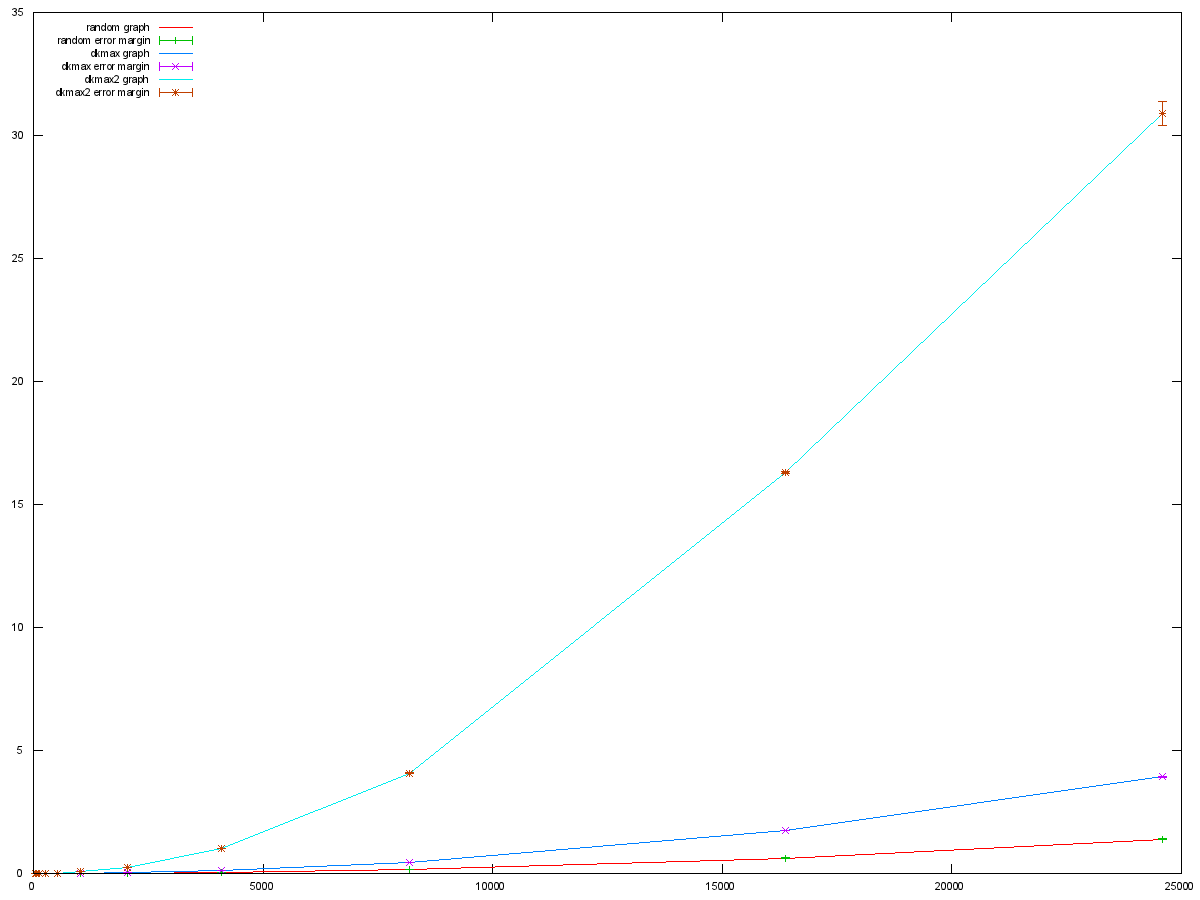 35
30
25
20
15
10
5
0
random graph
random error margin
dkmax graph
dkmax error margin
dkmax2 graph
dkmax2 error margin
0 5000 10000 15000 20000 25000